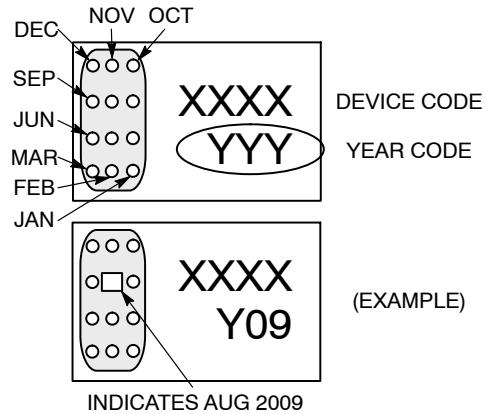 NOV OCT
DEC
SEP
XXXX DEVICE CODE
JUN
YYY YEAR CODE
MAR
FEB
JAN
XXXX
(EXAMPLE)
Y09
INDICATES AUG 2009